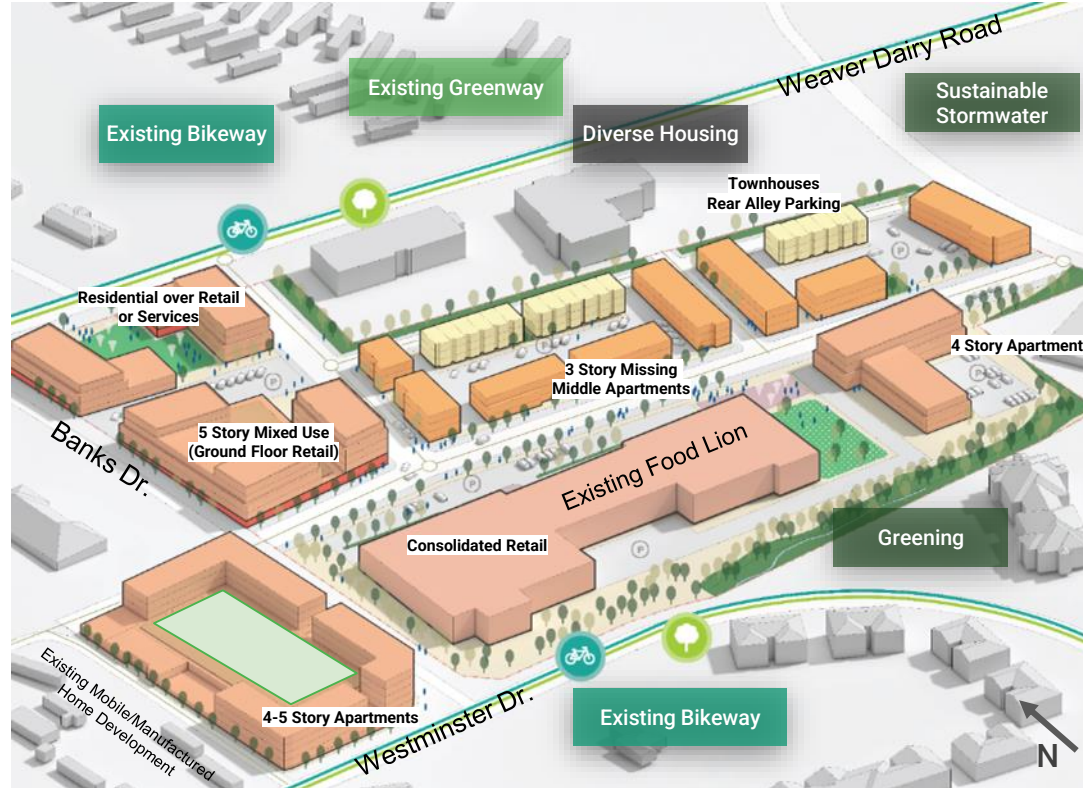 Weaver Dairy Road
Existing Greenway
Sustainable
Stormwater
Existing Bikeway
Diverse Housing
Townhouses
Rear Alley Parking
P
Residential over Retail
or Services
P
P
4 Story Apartment
P
3 Story Missing
Middle Apartments
P
5 Story Mixed Use
(Ground Floor Retail)
Banks Dr.
Existing Food Lion
P
Consolidated Retail
P
Greening
Existing Mobile/Manufactured
Home Development
4-5 Story Apartments
Westminster Dr.
Existing Bikeway
N